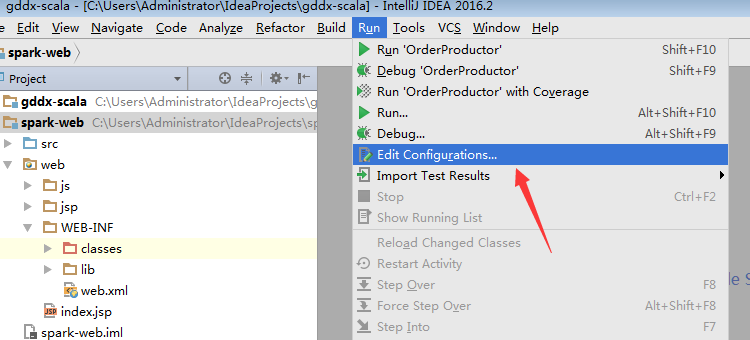 gddx-scala - [C:\Users\Administrator\IdeaProjects\gddx-scala] - IntelliJ IDEA 2016.2
File Edit View Navigate Code Analyze Refactor Build Run Tools VCS Window Help
spark-web
Project
gddx-scala C:\Users\Administrator\IdeaProjects\g
spark-web C:\Users\Administrator\IdeaProjects\sp
src
web
js
jsp
WEB-INF
classes
lib
web.xml
index.jsp
spark-web.iml
Run 'OrderProductor' Shift+F10
Debug 'OrderProductor' Shift+F9
Run 'OrderProductor' with Coverage
Run... Alt+Shift+F10
Debug... Alt+Shift+F9
Edit Configurations...
Import Test Results
Stop Ctrl+F2
Show Running List
Reload Changed Classes
Restart Activity
Step Over F8
Force Step Over Alt+Shift+F8
Step Into F7